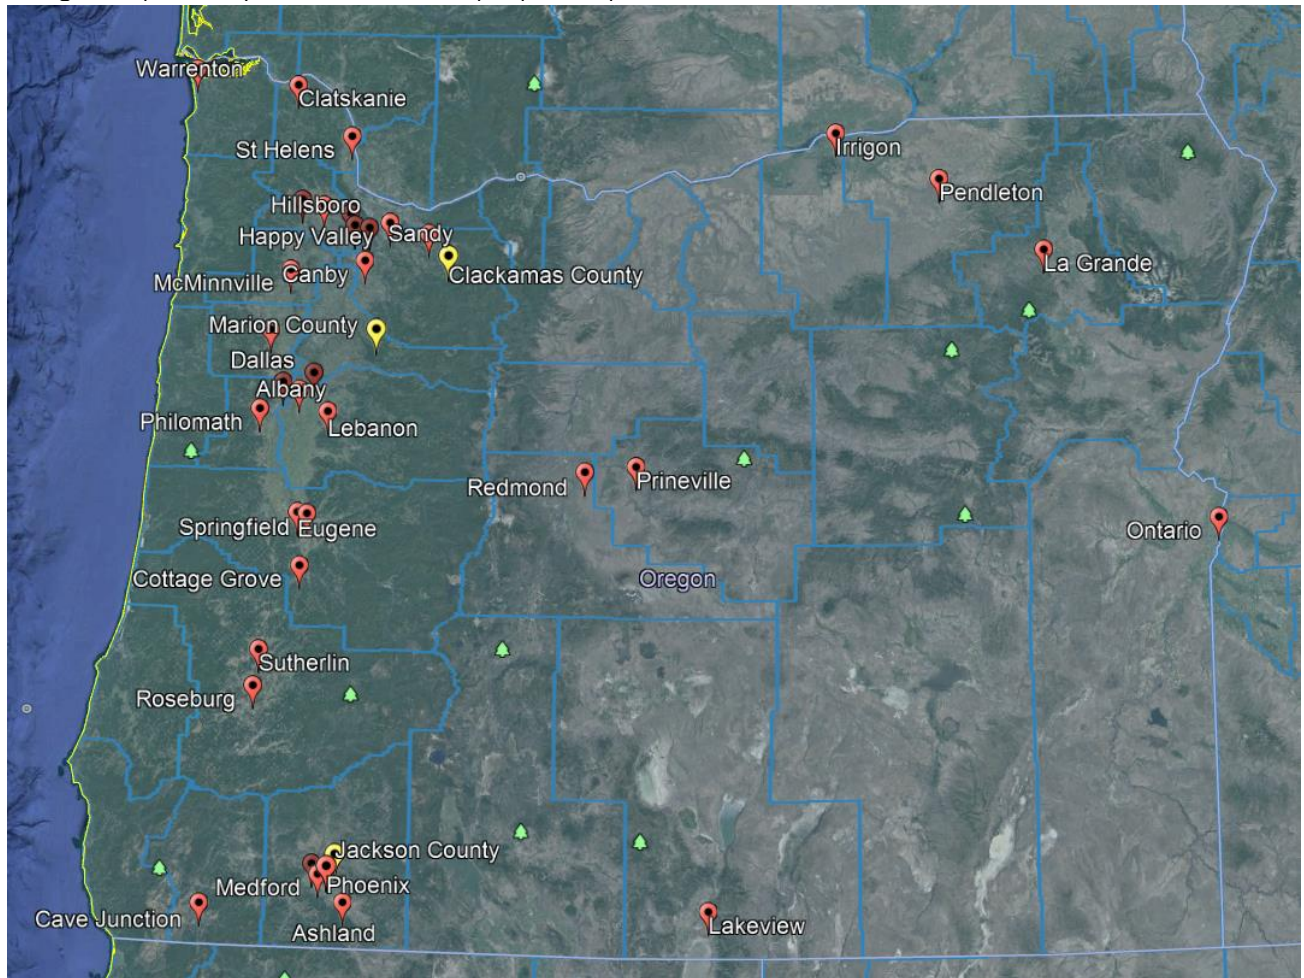 Warrenton
Clatskanie
St Helens
Irrigon
Pendleton
Hillsboro
Happy Valley
Sandy
La Grande
McMinnville
Canby
Clackamas County
Marion County
Dallas
Albany
Philomath
Lebanon
Redmond
Prineville
Springfield
Eugene
Ontario
Cottage Grove
Oregon
Sutherlin
Roseburg
Jackson County
Medford
Phoenix
Cave Junction
Ashland
Lakeview